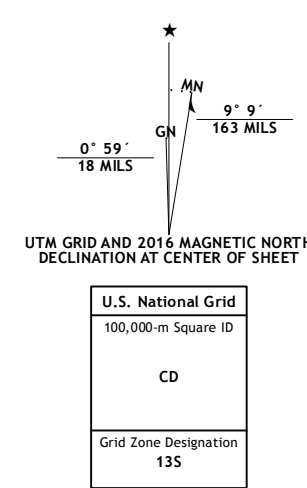 MN
GN
9° 9´
163 MILS
0° 59´
18 MILS
UTM GRID AND 2016 MAGNETIC NORTH
DECLINATION AT CENTER OF SHEET
U.S. National Grid
100,000-m Square ID
CD
Grid Zone Designation
13S